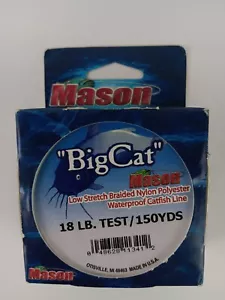 Mason
"BigCat"
Mason
Low Stretch Braided Nylon Polyester
Waterproof Catfish Line
18 LB. TEST/150YDS
OTISVILLE, MI 48463 MADE IN U.S.A.
Mason